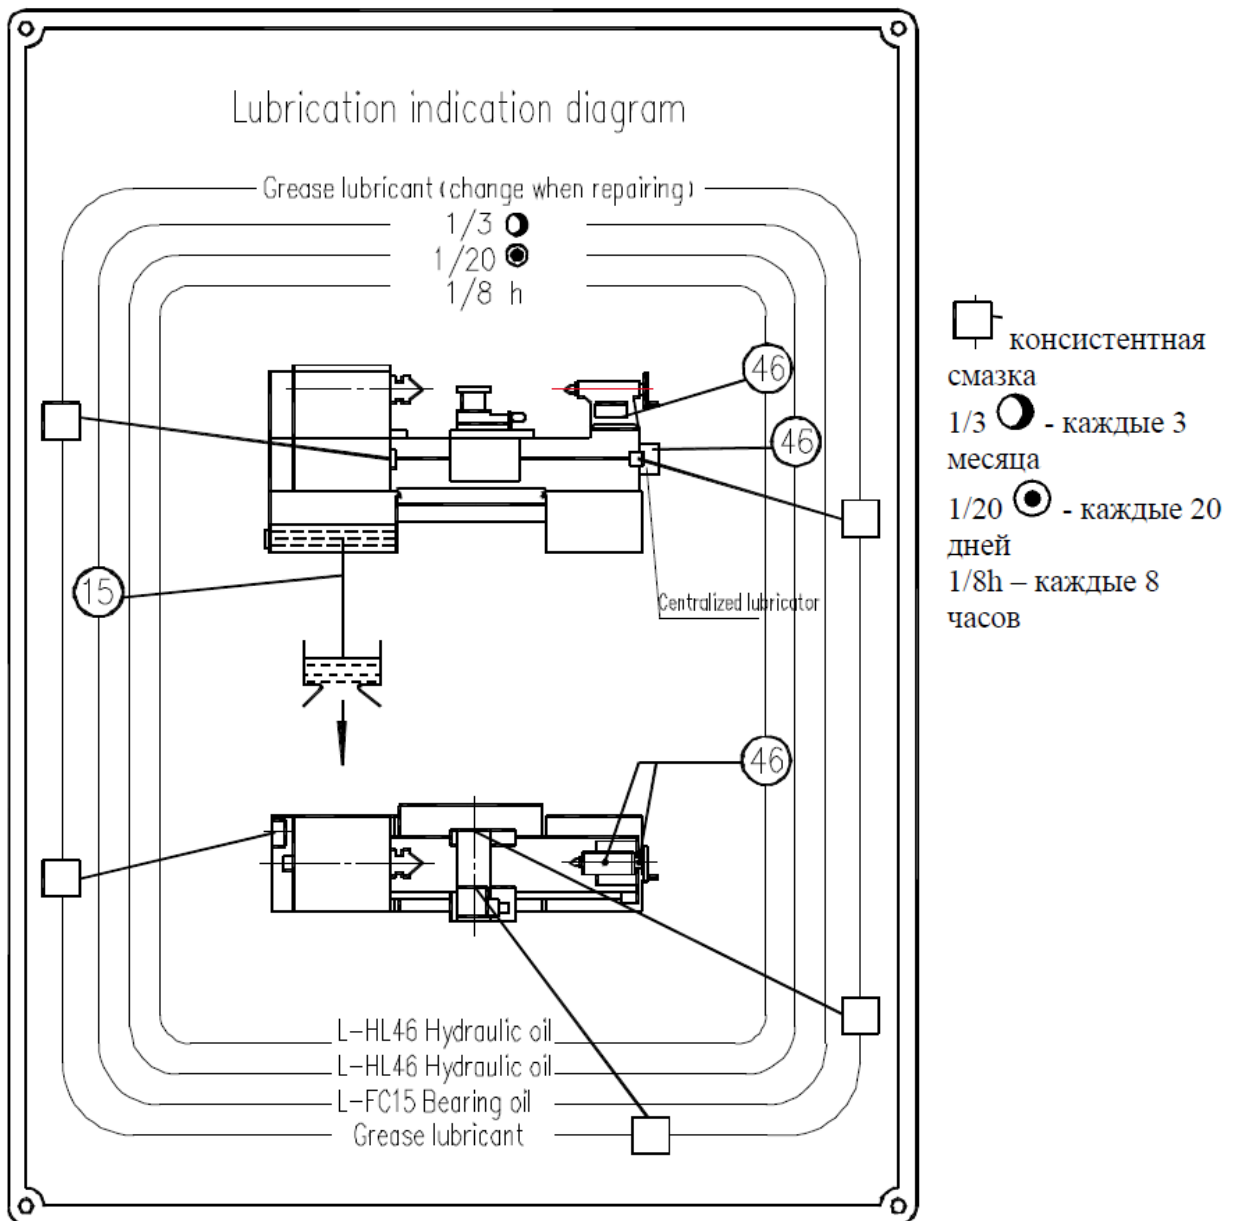 Lubrication indication diagram
Grease lubricant (change when repairing)
1/3
1/20
1/8 h
46
46
15
Centralized lubricator
46
L-HL46 Hydraulic oil
L-HL46 Hydraulic oil
L-FC15 Bearing oil
Grease lubricant
консистентная
смазка
1/3 - каждые 3
месяца
1/20 - каждые 20
дней
1/8h – каждые 8
часов